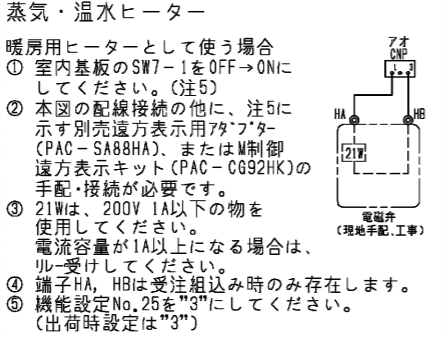 蒸気・温水ヒーター
暖房用ヒーターとして使う場合
① 室内基板のSW7-1をOFF→ONに
してください。(注5)
② 本図の配線接続の他に、注5に
示す別売遠方表示用ｱﾀﾞﾌﾟﾀｰ
(PAC-SA88HA)、またはM制御
遠方表示キット(PAC-CG92HK)の
手配・接続が必要です。
③ 21Wは、200V 1A以下の物を
使用してください。
電流容量が1A以上になる場合は、
ﾘﾚｰ受けしてください。
④ 端子HA, HBは受注組込み時のみ存在します。
⑤ 機能設定No.25を"3"にしてください。
(出荷時設定は"3")
アオ
CNP
1 3
HA HB
21W
電磁弁
(現地手配、工事)